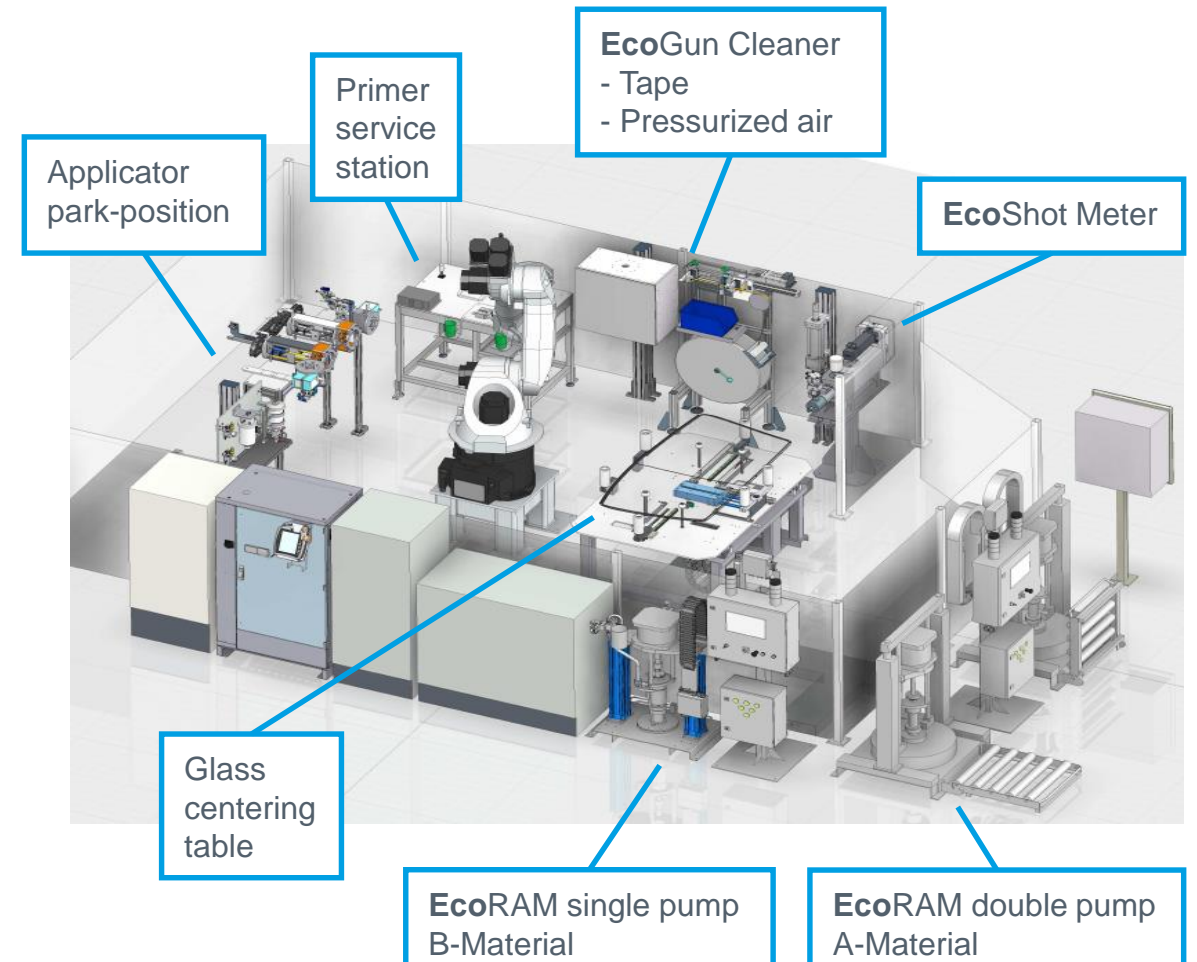 EcoGun Cleaner
- Tape
- Pressurized air
Primer
service
station
Applicator
park-position
EcoShot Meter
Glass
centering
table
EcoRAM single pump
B-Material
EcoRAM double pump
A-Material